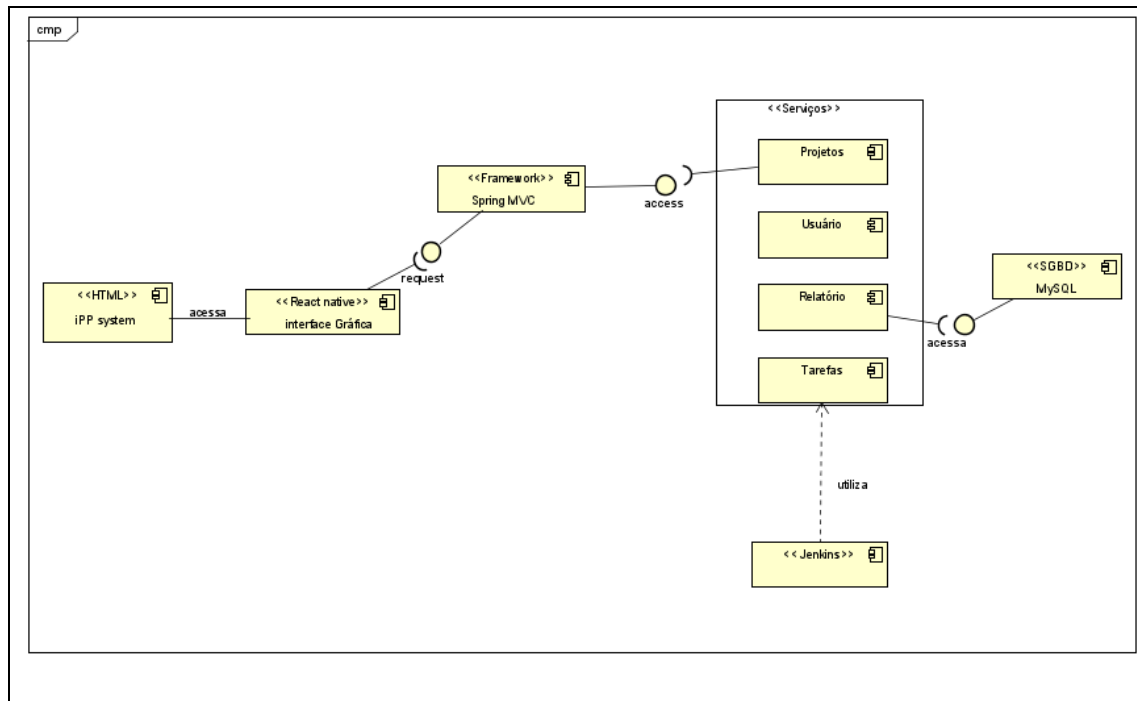 cmp
<<Serviços>>
Projetos
<<Framework>>
Spring MVC
access
Usuário
request
<<SGBD>>
MySQL
<<HTML>>
iPP system
acessa
<<React native>>
interface Gráfica
Relatório
acessa
Tarefas
utiliza
<<Jenkins>>